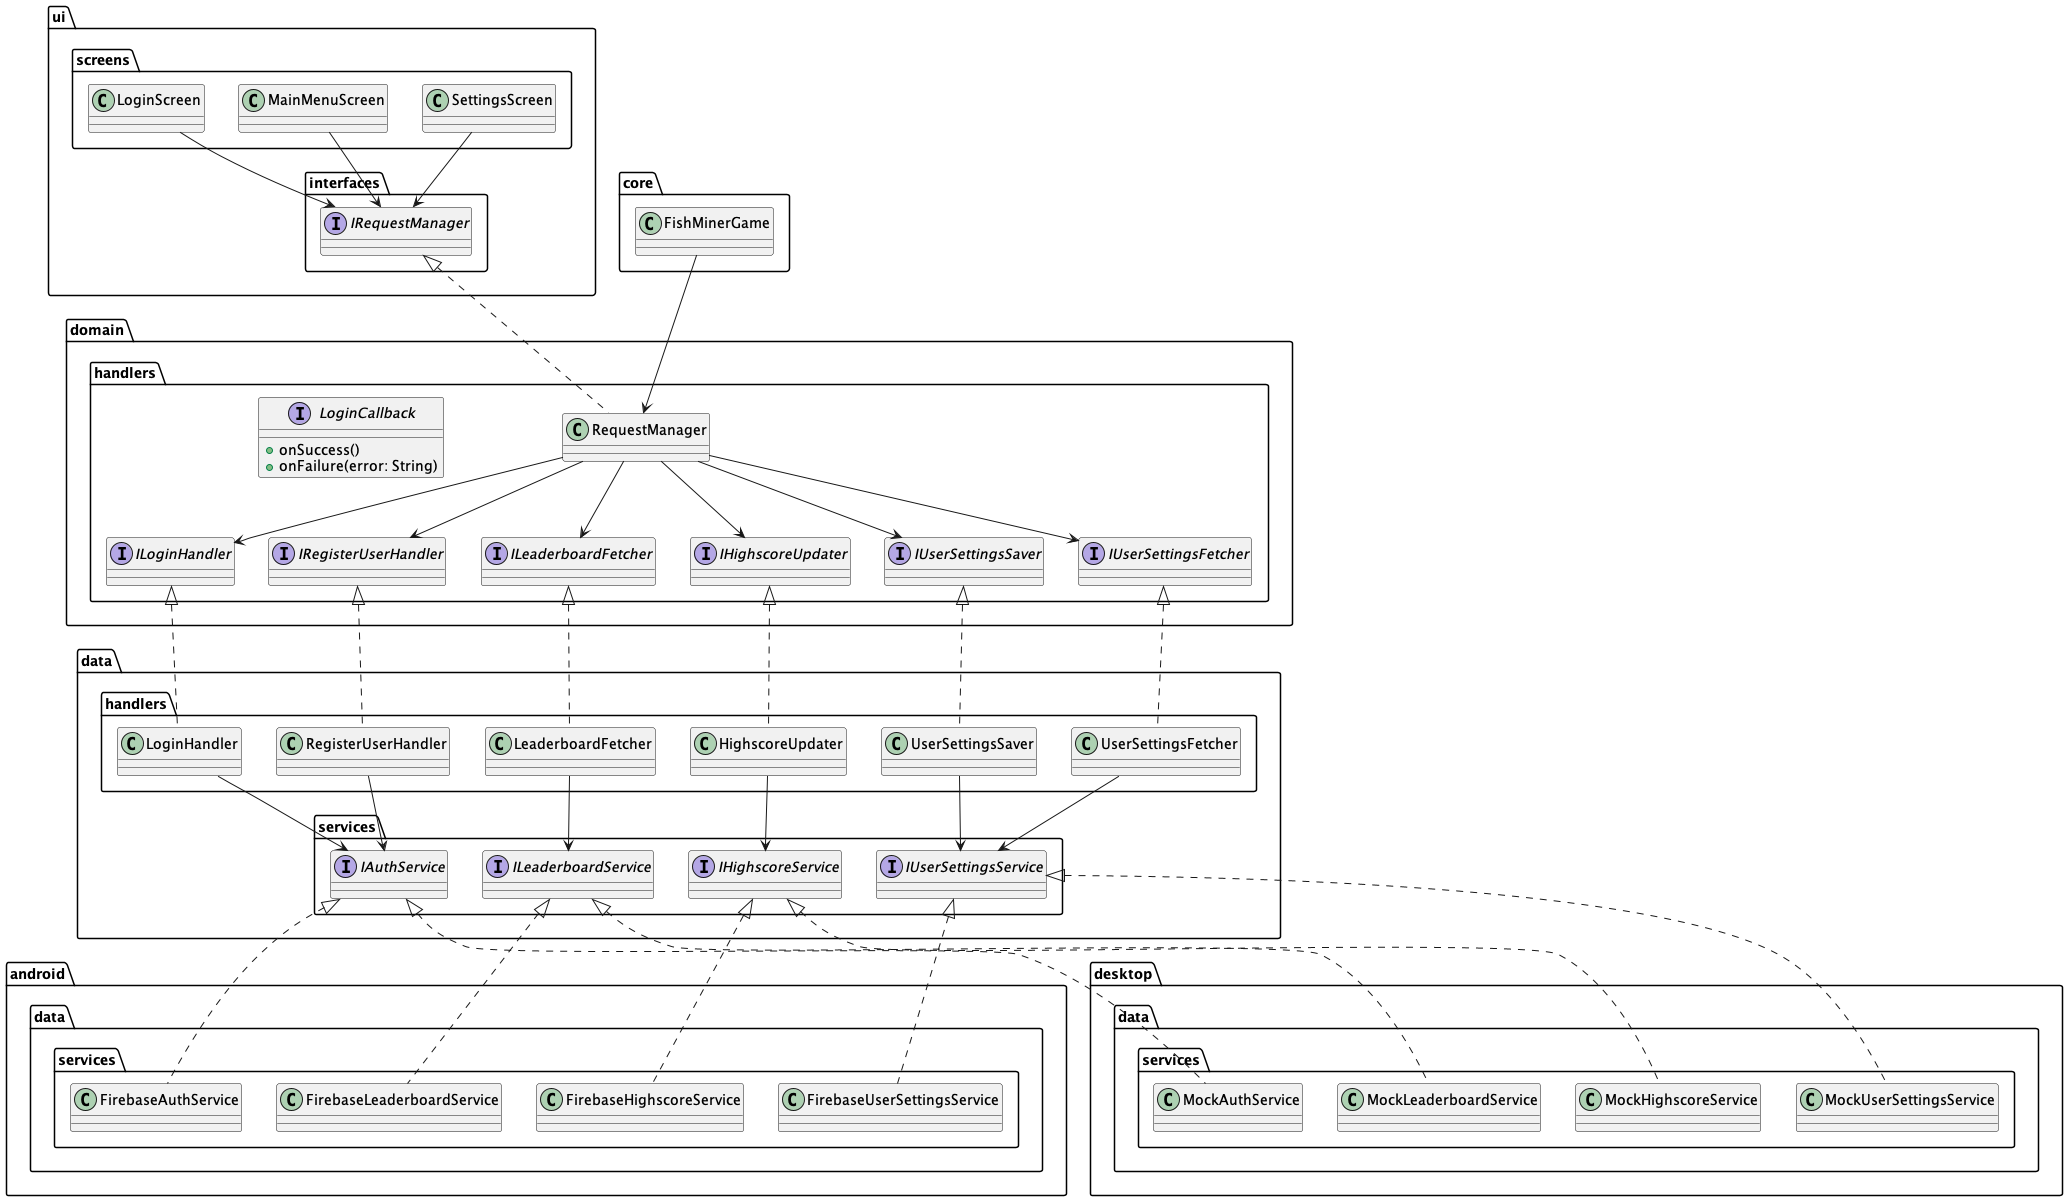 ui
screens
C LoginScreen
C MainMenuScreen
C SettingsScreen
interfaces
I IRequestManager
core
C FishMinerGame
domain
handlers
I LoginCallback
onSuccess()
onFailure(error: String)
C RequestManager
I ILoginHandler
I IRegisterUserHandler
I ILeaderboardFetcher
I IHighscoreUpdater
I IUserSettingsSaver
I IUserSettingsFetcher
data
handlers
C LoginHandler
C RegisterUserHandler
C LeaderboardFetcher
C HighscoreUpdater
C UserSettingsSaver
C UserSettingsFetcher
services
I IAuthService
I ILeaderboardService
I IHighscoreService
I IUserSettingsService
android
data
services
C FirebaseAuthService
C FirebaseLeaderboardService
C FirebaseHighscoreService
C FirebaseUserSettingsService
desktop
data
services
C MockAuthService
C MockLeaderboardService
C MockHighscoreService
C MockUserSettingsService